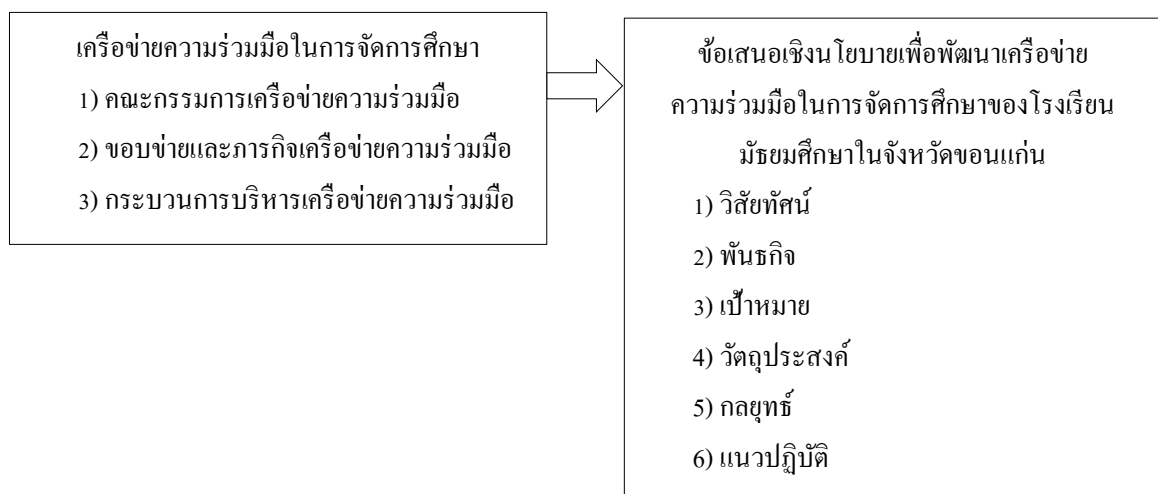 เครือข่ายความร่วมมือในการจัดการศึกษา
1) คณะกรรมการเครือข่ายความร่วมมือ
2) ขอบข่ายและภารกิจเครือข่ายความร่วมมือ
3) กระบวนการบริหารเครือข่ายความร่วมมือ
ข้อเสนอเชิงนโยบายเพื่อพัฒนาเครือข่าย
ความร่วมมือในการจัดการศึกษาของโรงเรียน
มัธยมศึกษาในจังหวัดขอนแก่น
1) วิสัยทัศน์
2) พันธกิจ
3) เป้าหมาย
4) วัตถุประสงค์
5) กลยุทธ์
6) แนวปฏิบัติ